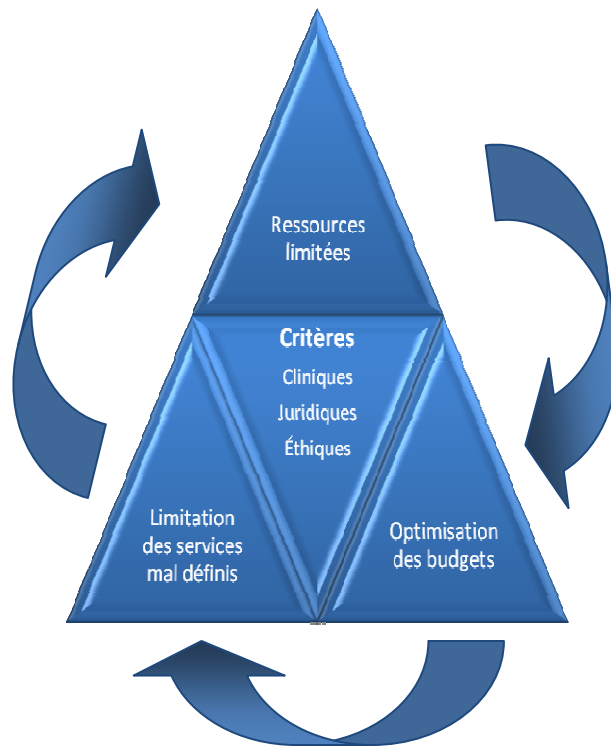 Ressources
limitées
Critères
Cliniques
Juridiques
Éthiques
Limitation
des services
mal définis
Optimisation
des budgets